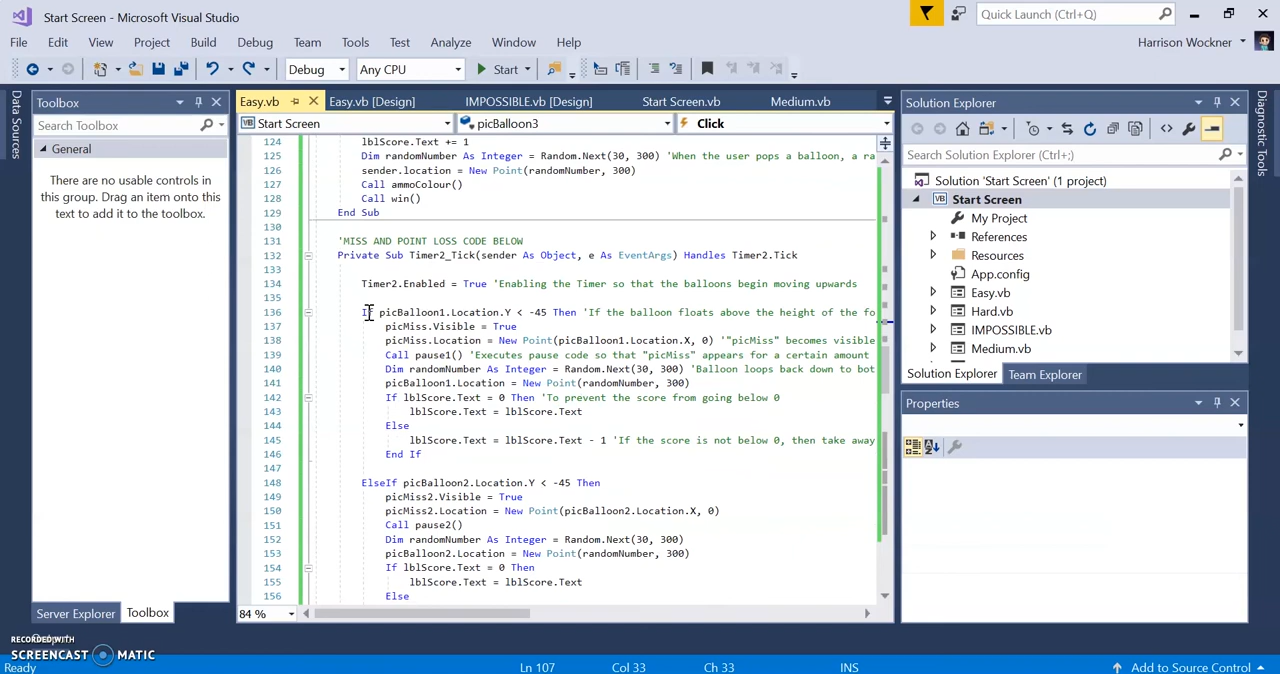 Start Screen - Microsoft Visual Studio
Quick Launch (Ctrl+Q)
File Edit View Project Build Debug Team Tools Test Analyze Window Help
Harrison Wockner
Debug Any CPU Start
Data Sources
Toolbox
Search Toolbox
General
There are no usable controls in
this group. Drag an item onto this
text to add it to the toolbox.
Server Explorer Toolbox
Easy.vb Easy.vb [Design] IMPOSSIBLE.vb [Design] Start Screen.vb Medium.vb
Start Screen picBalloon3 Click
124 lblScore.Text += 1
125 Dim randomNumber As Integer = Random.Next(30, 300) 'When the user pops a balloon, a ra
126 sender.location = New Point(randomNumber, 300)
127 Call ammoColour()
128 Call win()
129 End Sub
130
131 'MISS AND POINT LOSS CODE BELOW
132 Private Sub Timer2_Tick(sender As Object, e As EventArgs) Handles Timer2.Tick
133
134 Timer2.Enabled = True 'Enabling the Timer so that the balloons begin moving upwards
135
136 If picBalloon1.Location.Y < -45 Then 'If the balloon floats above the height of the fo
137 picMiss.Visible = True
138 picMiss.Location = New Point(picBalloon1.Location.X, 0) '"picMiss" becomes visible
139 Call pause1() 'Executes pause code so that "picMiss" appears for a certain amount
140 Dim randomNumber As Integer = Random.Next(30, 300) 'Balloon loops back down to bot
141 picBalloon1.Location = New Point(randomNumber, 300)
142 If lblScore.Text = 0 Then 'To prevent the score from going below 0
143 lblScore.Text = lblScore.Text
144 Else
145 lblScore.Text = lblScore.Text - 1 'If the score is not below 0, then take away
146 End If
147
148 ElseIf picBalloon2.Location.Y < -45 Then
149 picMiss2.Visible = True
150 picMiss2.Location = New Point(picBalloon2.Location.X, 0)
151 Call pause2()
152 Dim randomNumber As Integer = Random.Next(30, 300)
153 picBalloon2.Location = New Point(randomNumber, 300)
154 If lblScore.Text = 0 Then
155 lblScore.Text = lblScore.Text
156 Else
84 %
Solution Explorer
Search Solution Explorer (Ctrl+;)
Solution 'Start Screen' (1 project)
Start Screen
My Project
References
Resources
App.config
Easy.vb
Hard.vb
IMPOSSIBLE.vb
Medium.vb
Solution Explorer Team Explorer
Properties
Diagnostic Tools
RECORDED WITH
SCREENCAST MATIC
Ready Ln 107 Col 33 Ch 33 INS Add to Source Control